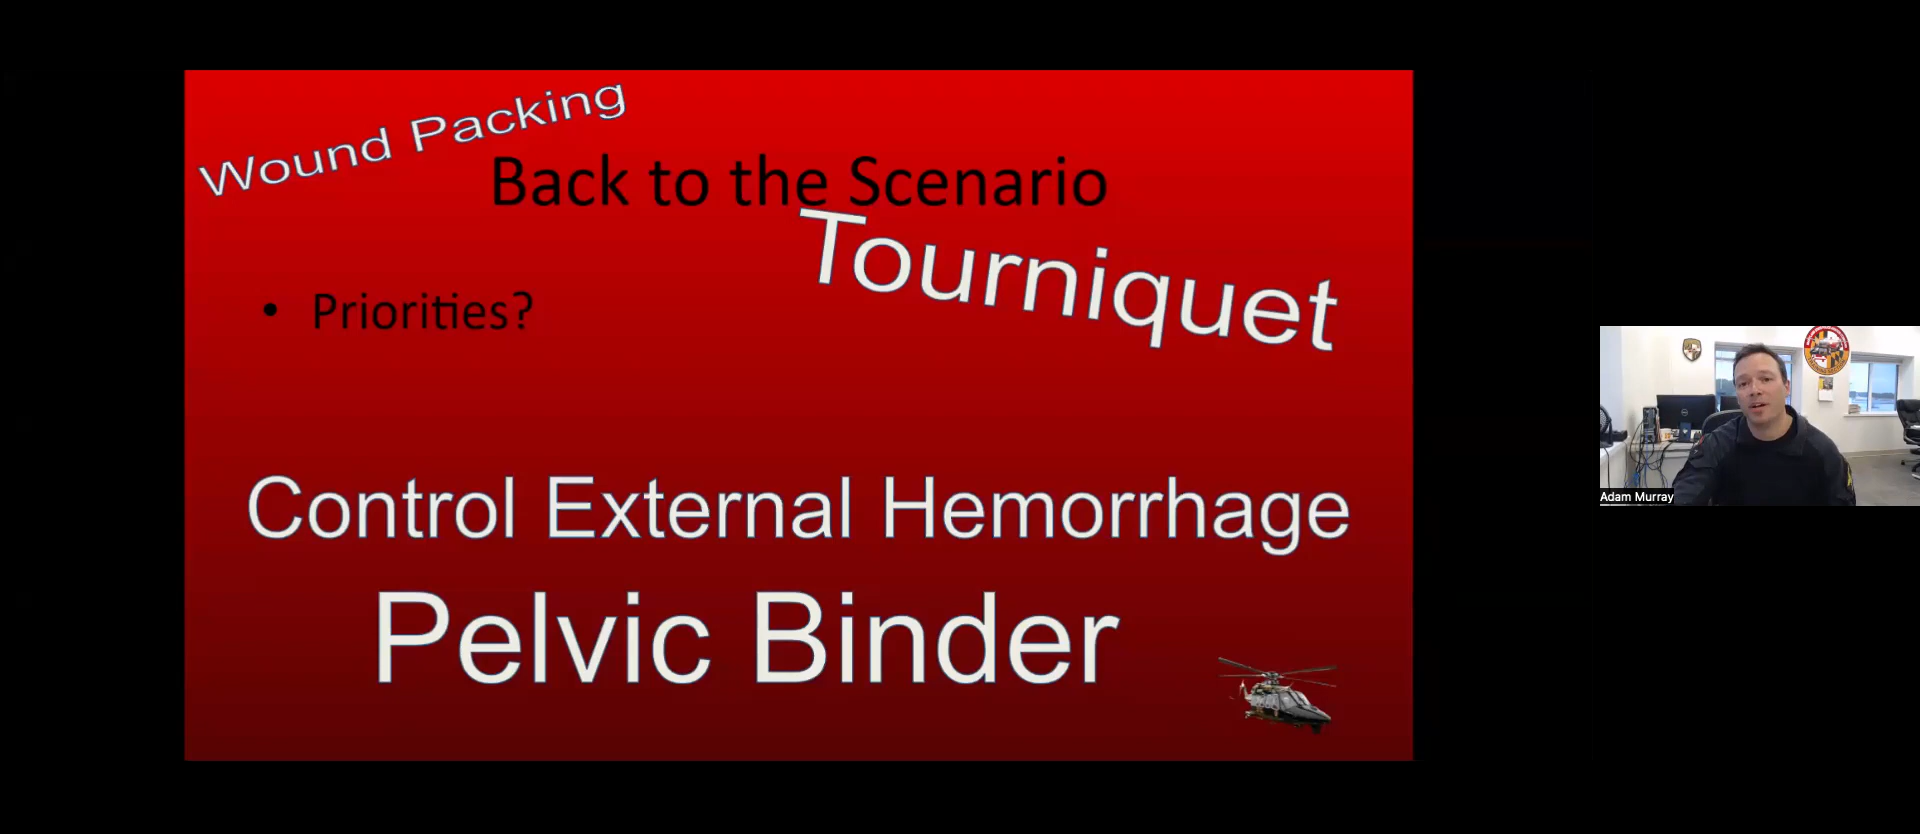 Wound Packing
Back to the Scenario
Tourniquet
• Priorities?
Control External Hemorrhage
Pelvic Binder
Adam Murray